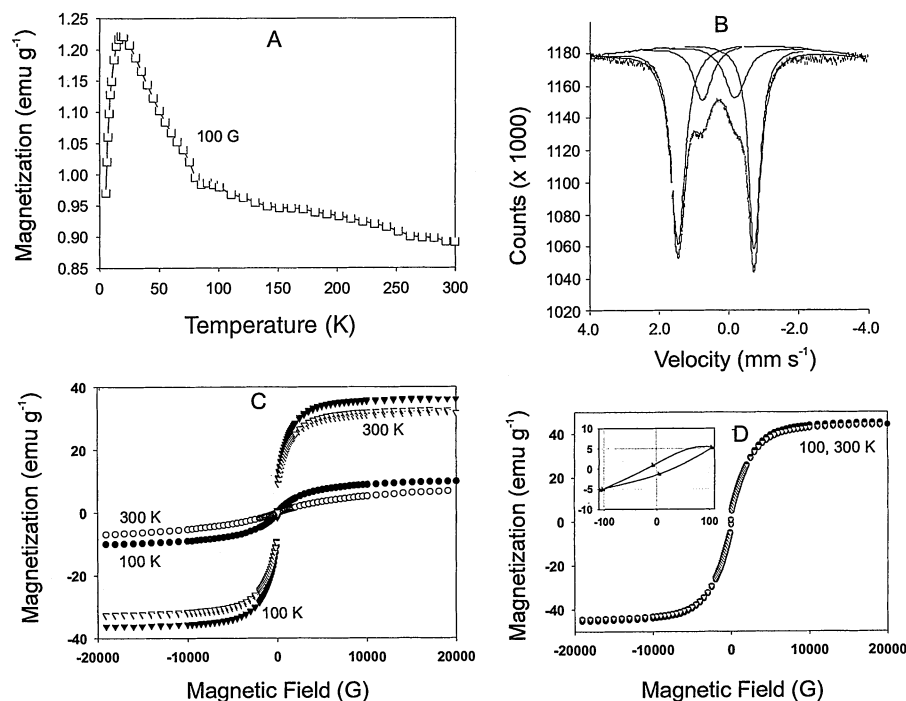 A
1.25
1.20
1.15
1.10
1.05
1.00
0.95
0.90
0.85
100 G
0 50 100 150 200 250 300
Temperature (K)
Magnetization (emu g-1)
B
1180
1160
1140
1120
1100
1080
1060
1040
1020
4.0 2.0 0.0 -2.0 -4.0
Velocity (mm s-1)
Counts (x 1000)
C
40
20
0
-20
-40
300 K
300 K
100 K
100 K
-20000 -10000 0 10000 20000
Magnetic Field (G)
Magnetization (emu g-1)
D
40
20
0
-20
-40
100, 300 K
10
5
0
-5
-10
-100 0 100
-20000 -10000 0 10000 20000
Magnetic Field (G)
Magnetization (emu g-1)